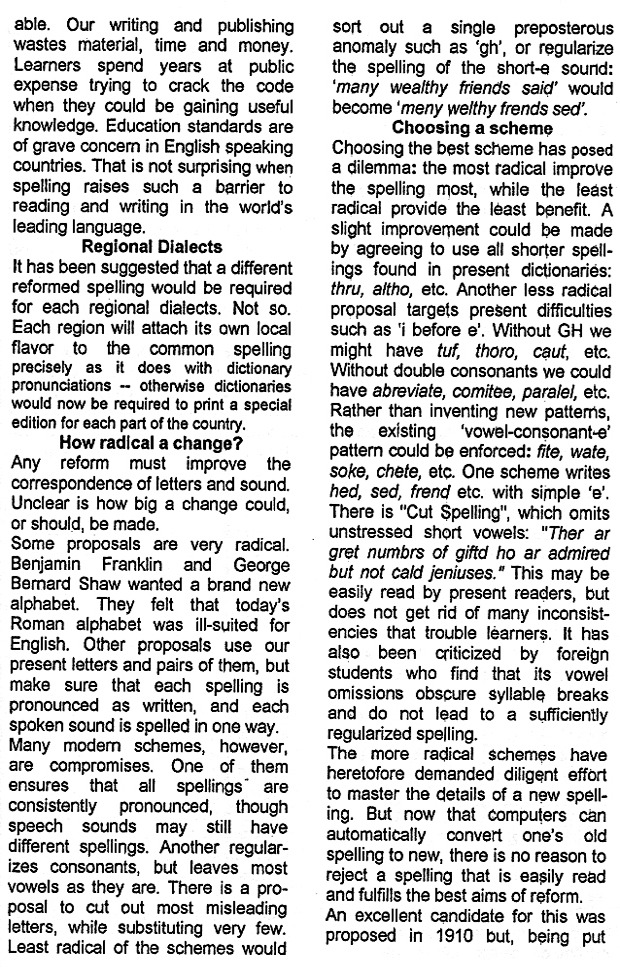 able. Our writing and publishing
wastes material, time and money.
Learners spend years at public
expense trying to crack the code
when they could be gaining useful
knowledge. Education standards are
of grave concern in English speaking
countries. That is not surprising when
spelling raises such a barrier to
reading and writing in the world's
leading language.
Regional Dialects
It has been suggested that a different
reformed spelling would be required
for each regional dialects. Not so.
Each region will attach its own local
flavor to the common spelling
precisely as it does with dictionary
pronunciations -- otherwise dictionaries
would now be required to print a special
edition for each part of the country.
How radical a change?
Any reform must improve the
correspondence of letters and sound.
Unclear is how big a change could,
or should, be made.
Some proposals are very radical.
Benjamin Franklin and George
Bernard Shaw wanted a brand new
alphabet. They felt that today's
Roman alphabet was ill-suited for
English. Other proposals use our
present letters and pairs of them, but
make sure that each spelling is
pronounced as written, and each
spoken sound is spelled in one way.
Many modern schemes, however,
are compromises. One of them
ensures that all spellings are
consistently pronounced, though
speech sounds may still have
different spellings. Another regular-
izes consonants, but leaves most
vowels as they are. There is a pro-
posal to cut out most misleading
letters, while substituting very few.
Least radical of the schemes would
sort out a single preposterous
anomaly such as 'gh', or regularize
the spelling of the short-e sound:
'many wealthy friends said' would
become 'meny welthy frends sed'.
Choosing a scheme
Choosing the best scheme has posed
a dilemma: the most radical improve
the spelling most, while the least
radical provide the least benefit. A
slight improvement could be made
by agreeing to use all shorter spell-
ings found in present dictionaries:
thru, altho, etc. Another less radical
proposal targets present difficulties
such as 'i before e'. Without GH we
might have tuf, thoro, caut, etc.
Without double consonants we could
have abreviate, comitee, paralel, etc.
Rather than inventing new patterns,
the existing 'vowel-consonant-e'
pattern could be enforced: fite, wate,
soke, chete, etc. One scheme writes
hed, sed, frend etc. with simple 'e'.
There is "Cut Spelling", which omits
unstressed short vowels: "Ther ar
gret numbrs of giftd ho ar admired
but not cald jeniuses." This may be
easily read by present readers, but
does not get rid of many inconsist-
encies that trouble learners. It has
also been criticized by foreign
students who find that its vowel
omissions obscure syllable breaks
and do not lead to a sufficiently
regularized spelling.
The more radical schemes have
heretofore demanded diligent effort
to master the details of a new spell-
ing. But now that computers can
automatically convert one's old
spelling to new, there is no reason to
reject a spelling that is easily read
and fulfills the best aims of reform.
An excellent candidate for this was
proposed in 1910 but, being put